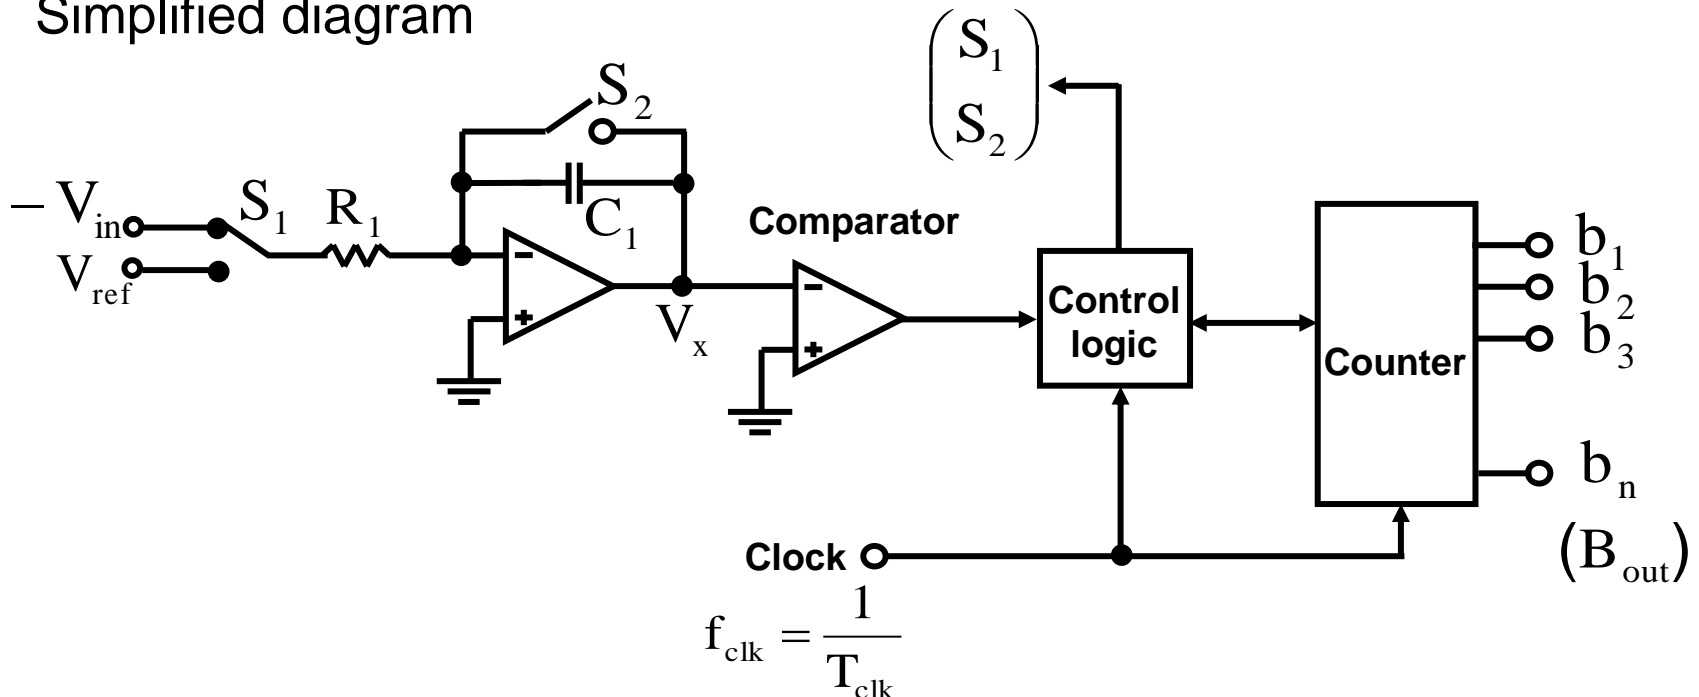 Simplified diagram
S1
S2
S2
− Vin
S1
R1
C1
Vref
Comparator
Vx
Control
logic
Counter
b1
b2
b3
bn
(Bout)
Clock
fclk = 1/Tclk